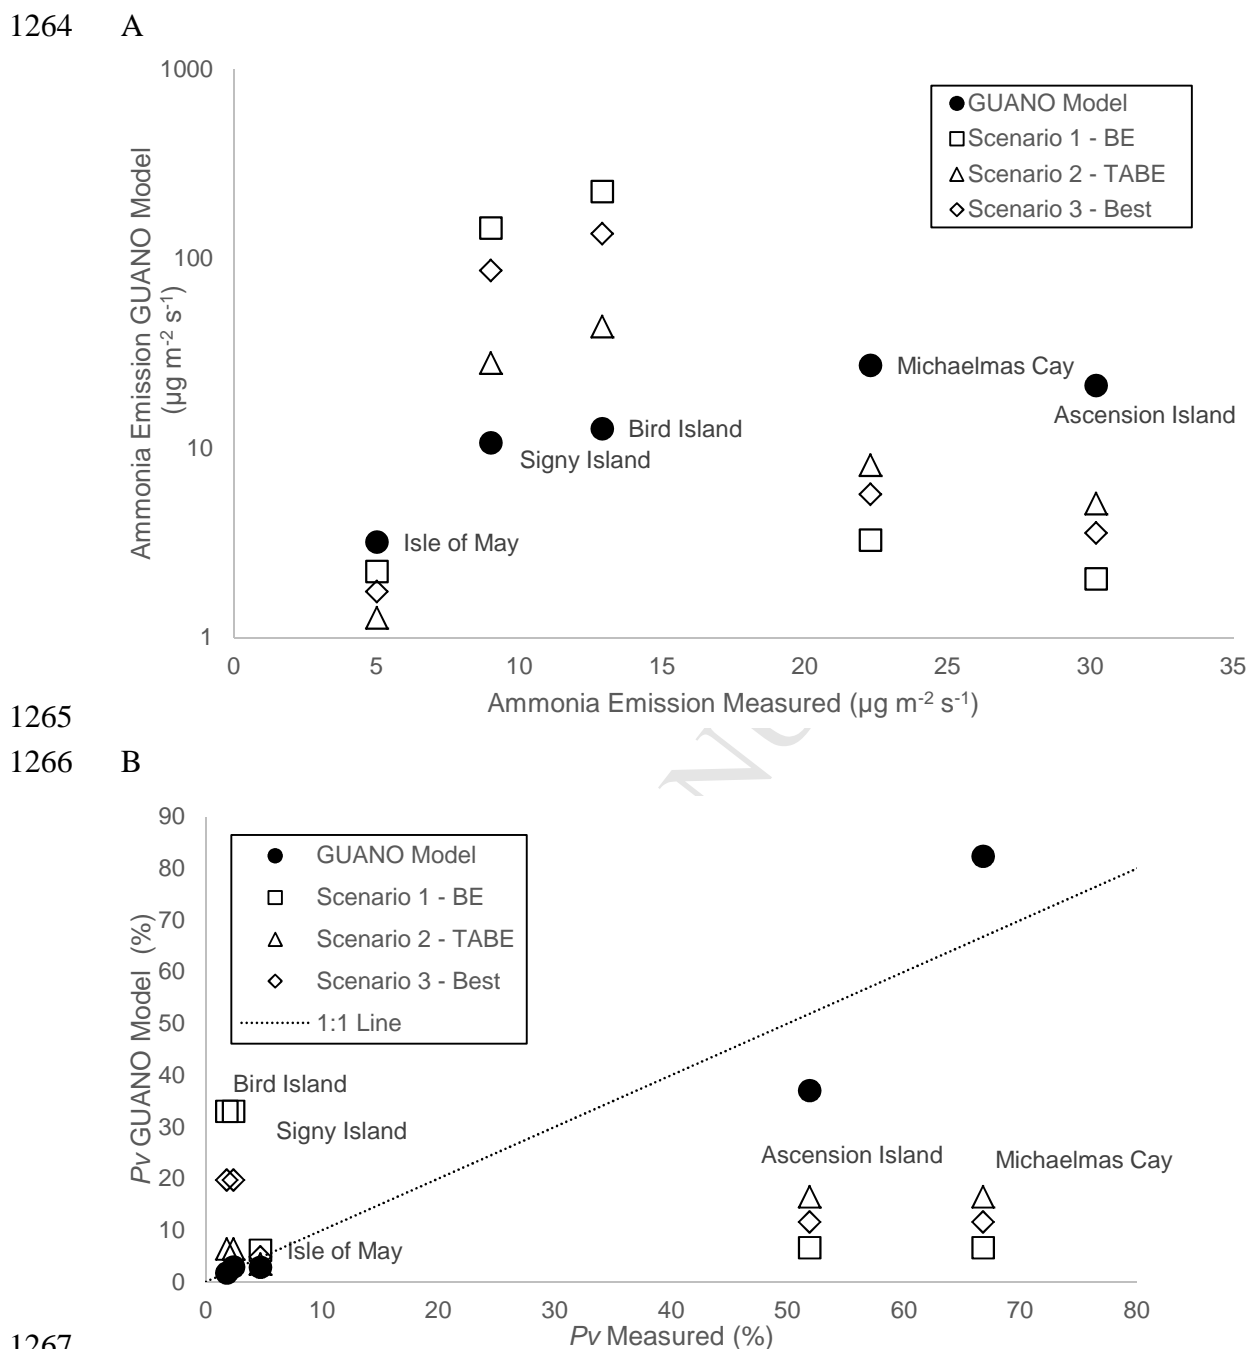 1264 A
1000
100
10
1
Ammonia Emission GUANO Model
(µg m-2 s-1)
GUANO Model
Scenario 1 - BE
Scenario 2 - TABE
Scenario 3 - Best
Michaelmas Cay
Ascension Island
Bird Island
Signy Island
Isle of May
0 5 10 15 20 25 30 35
Ammonia Emission Measured (µg m-2 s-1)
1265
1266 B
90
80
70
60
50
40
30
20
10
0
Pv GUANO Model (%)
GUANO Model
Scenario 1 - BE
Scenario 2 - TABE
Scenario 3 - Best
1:1 Line
Bird Island
Signy Island
Ascension Island
Michaelmas Cay
Isle of May
0 10 20 30 40 50 60 70 80
Pv Measured (%)
1267